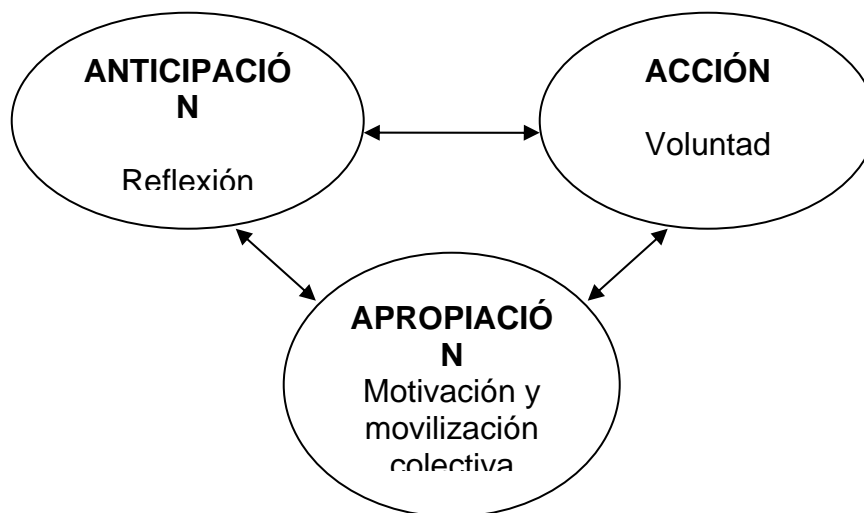 ANTICIPACIÓ
N
Reflexión
ACCIÓN
Voluntad
APROPIACIÓ
N
Motivación y
movilización
colectiva